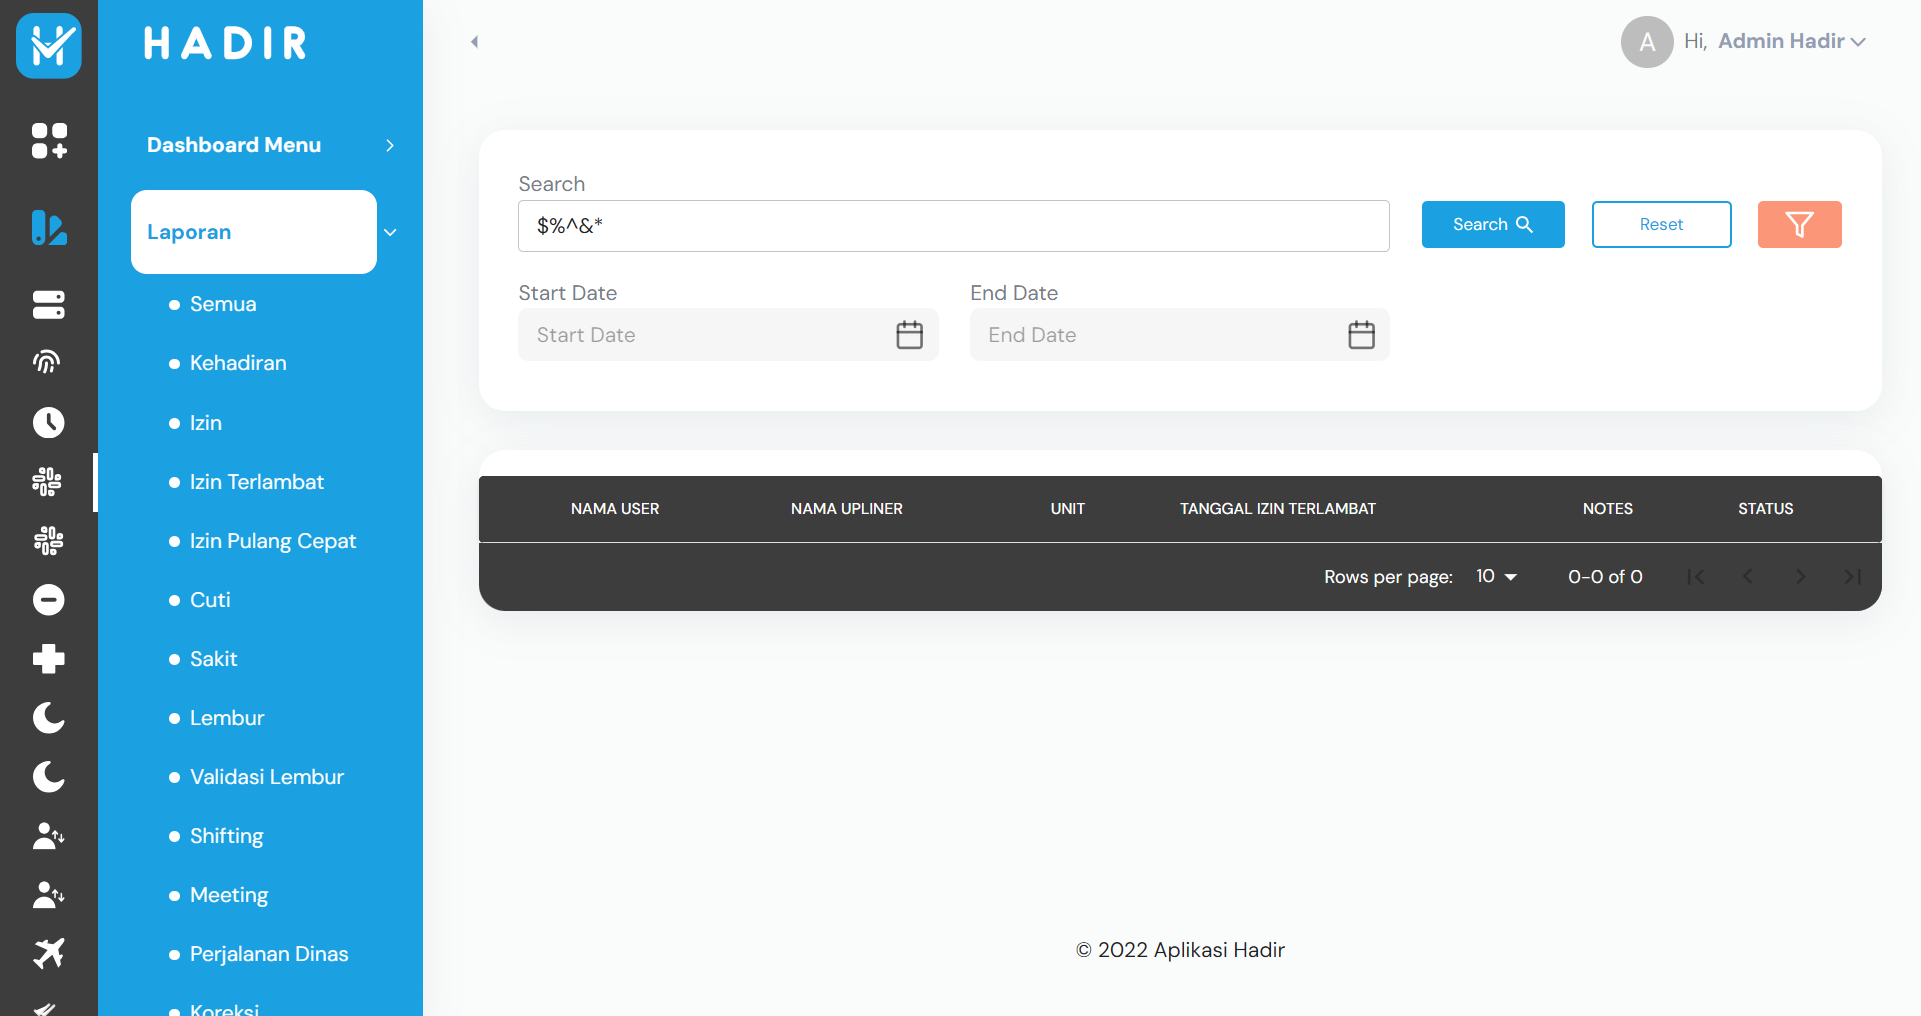 HADIR
Hi, Admin Hadir
A
Dashboard Menu
Laporan
Semua
Kehadiran
Izin
Izin Terlambat
Izin Pulang Cepat
Cuti
Sakit
Lembur
Validasi Lembur
Shifting
Meeting
Perjalanan Dinas
Koreksi
Search
$%^&*
Search
Reset
Start Date
End Date
Start Date
End Date
NAMA USER
NAMA UPLINER
UNIT
TANGGAL IZIN TERLAMBAT
NOTES
STATUS
Rows per page: 10
0-0 of 0
© 2022 Aplikasi Hadir